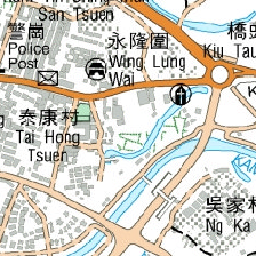 San Tsuen
警崗
Police
Post
永隆圍
Wing Lung
Wai
橋頭
Kiu Tau
泰康村
Tai Hong
Tsuen
KAM
吳家村
Ng Ka